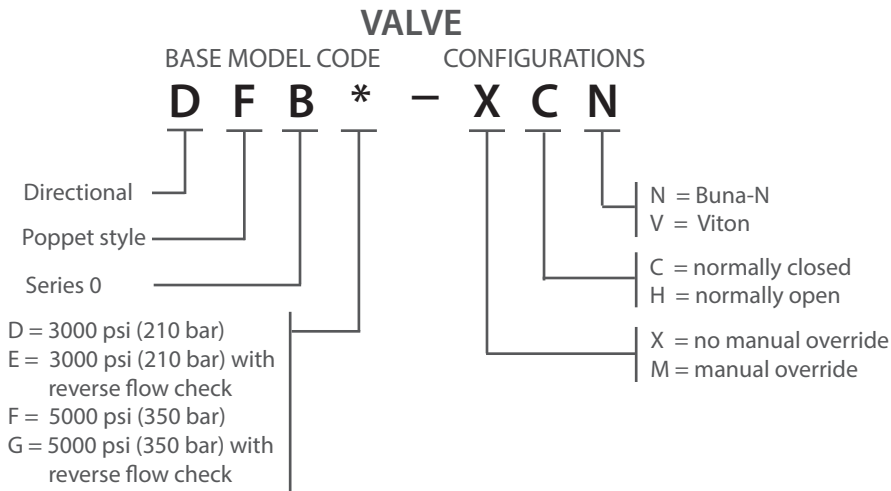 VALVE
BASE MODEL CODE CONFIGURATIONS
D F B * – X C N
Directional
Poppet style
Series 0
D = 3000 psi (210 bar)
E = 3000 psi (210 bar) with
reverse flow check
F = 5000 psi (350 bar)
G = 5000 psi (350 bar) with
reverse flow check
N = Buna-N
V = Viton
C = normally closed
H = normally open
X = no manual override
M = manual override